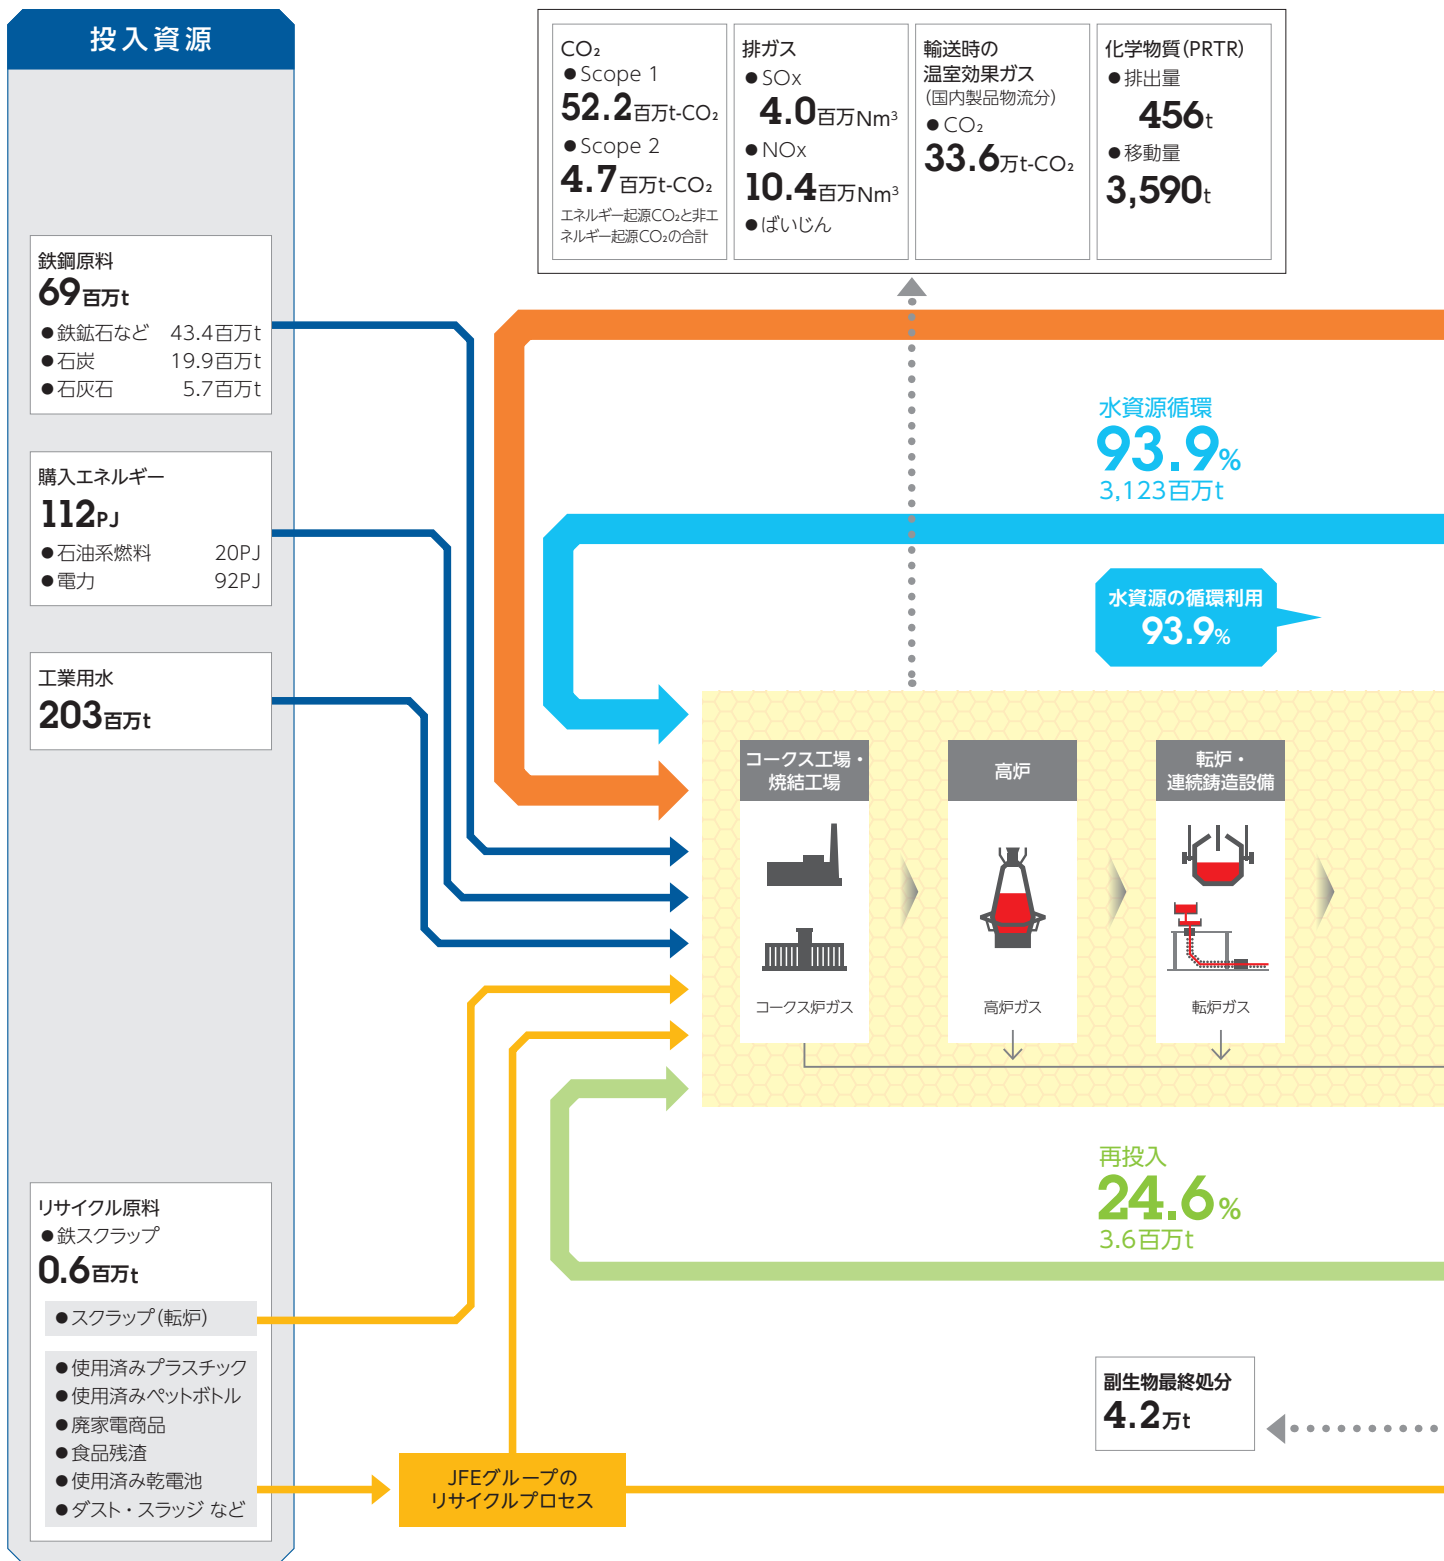 投入資源
鉄鋼原料
69百万t
●鉄鉱石など 43.4百万t
●石炭 19.9百万t
●石灰石 5.7百万t
購入エネルギー
112PJ
●石油系燃料 20PJ
●電力 92PJ
工業用水
203百万t
リサイクル原料
●鉄スクラップ
0.6百万t
●スクラップ(転炉)
●使用済みプラスチック
●使用済みペットボトル
●廃家電商品
●食品残渣
●使用済み乾電池
●ダスト・スラッジ など
CO₂
●Scope 1
52.2百万t-CO₂
●Scope 2
4.7百万t-CO₂
エネルギー起源CO₂と非エ
ネルギー起源CO₂の合計
排ガス
●SOx
4.0百万Nm³
●NOx
10.4百万Nm³
●ばいじん
輸送時の
温室効果ガス
(国内製品物流分)
●CO₂
33.6万t-CO₂
化学物質(PRTR)
●排出量
456t
●移動量
3,590t
水資源循環
93.9%
3,123百万t
水資源の循環利用
93.9%
コークス工場・
焼結工場
コークス炉ガス
高炉
高炉ガス
転炉・
連続鋳造設備
転炉ガス
再投入
24.6%
3.6百万t
副生物最終処分
4.2万t
JFEグループの
リサイクルプロセス